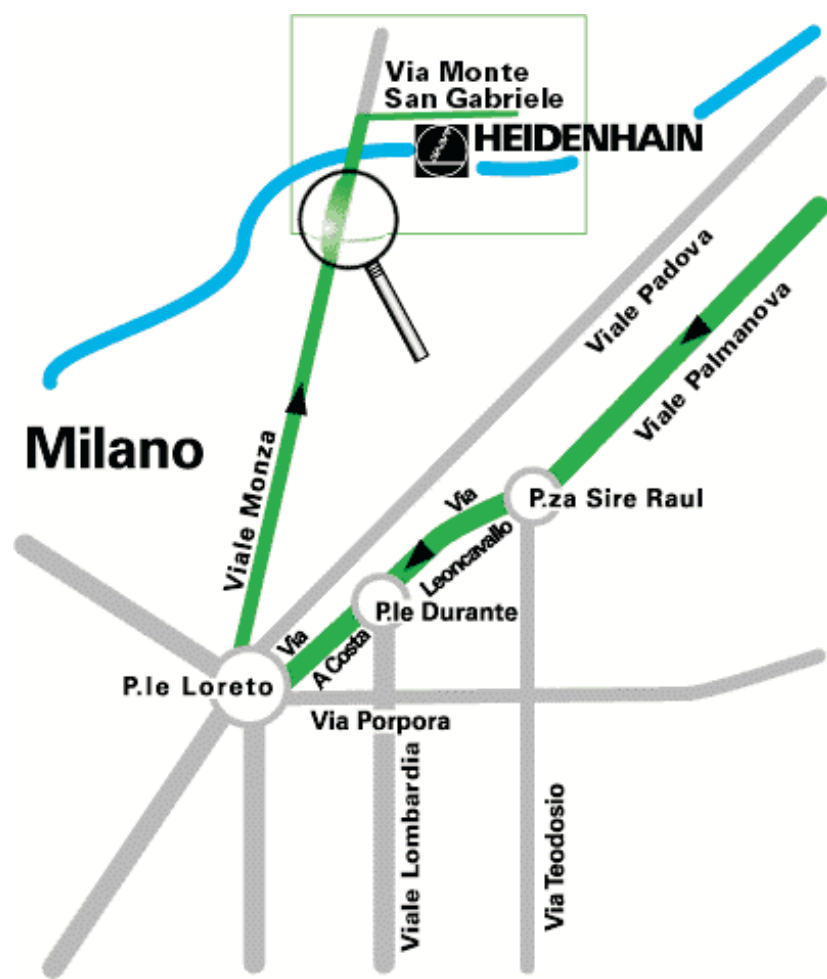 Via Monte
San Gabriele
HEIDENHAIN
Viale Padova
Viale Palmanova
Milano
Viale Monza
Via
Leoncavallo
P.za Sire Raul
P.le Durante
Via
A Costa
P.le Loreto
Via Porpora
Viale Lombardia
Via Teodosio